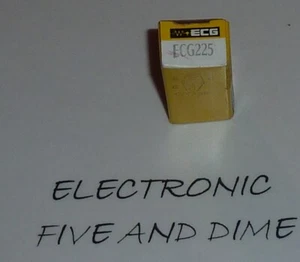 ECG
ECG225
ELECTRONIC
FIVE AND DIME